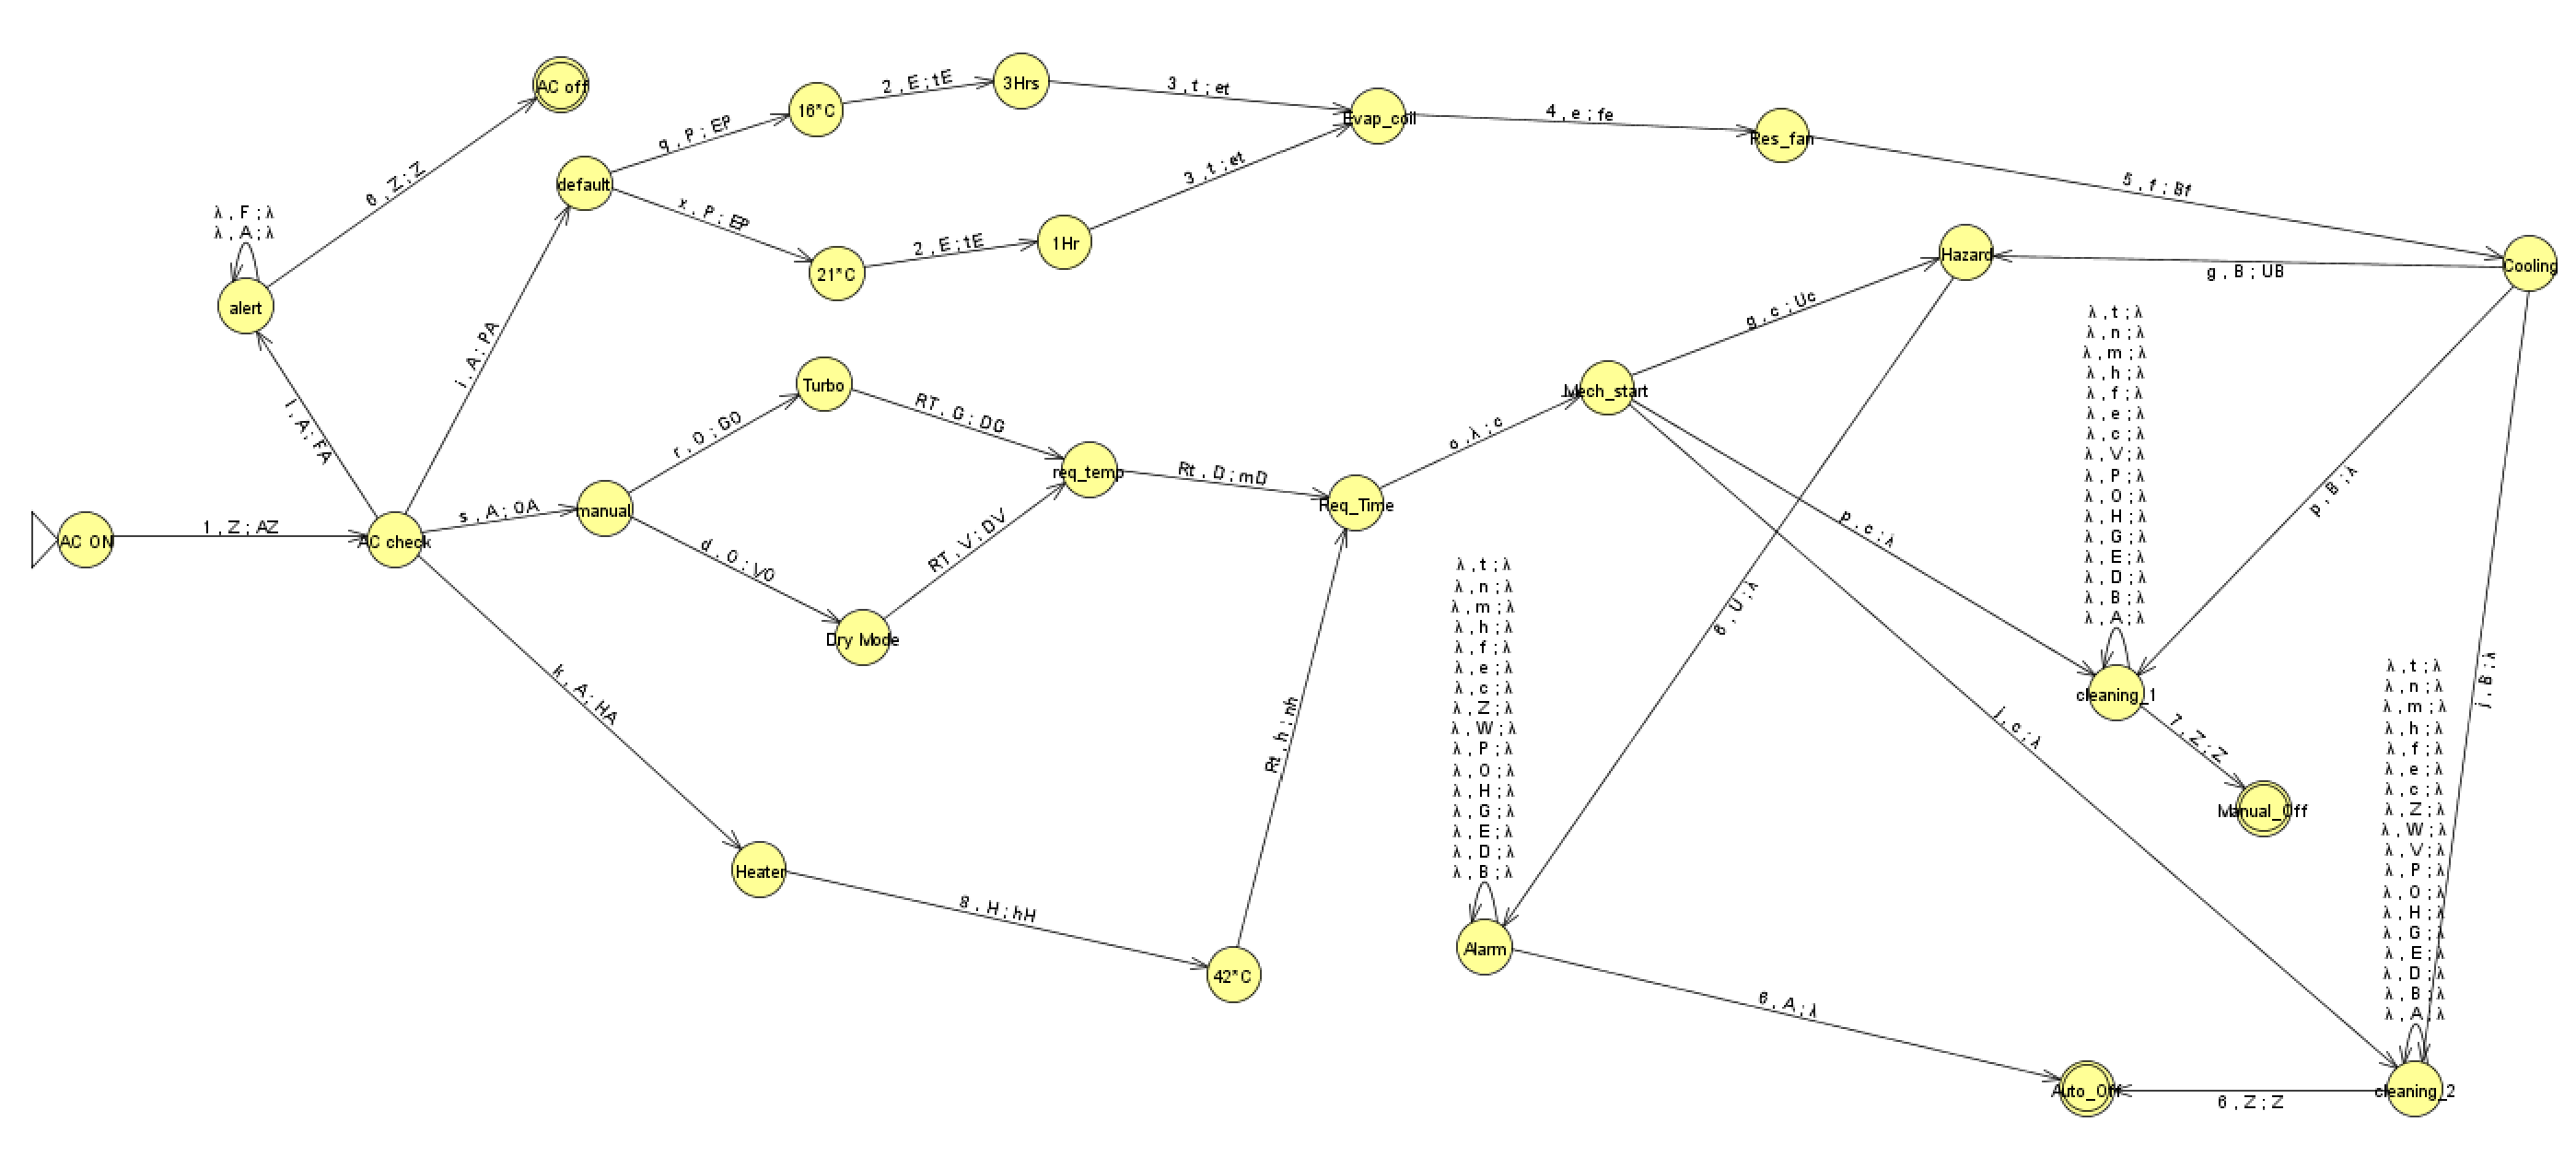 AC off
6 , Z ; Z
λ , F ; λ
λ , A ; λ
alert
l , A ; FA
AC ON
1 , Z ; AZ
AC check
i , A ; PA
default
q , P ; EP
16*C
2 , E ; tE
3Hrs
3 , t ; et
x , P ; EP
21*C
2 , E ; tE
1Hr
3 , t ; et
Evap_coil
4 , e ; fe
Res_fan
5 , f ; Bf
Cooling
g , B ; UB
Hazard
s , A ; OA
manual
r , O ; GO
Turbo
RT , G ; DG
d , O ; VO
Dry Mode
RT , V ; DV
req_temp
Rt , D ; mD
Req_Time
c , λ ; c
Mech_start
g , c ; Uc
k , A ; HA
Heater
8 , H ; hH
42*C
Rt , h ; nh
6 , U ; λ
λ , t ; λ
λ , n ; λ
λ , m ; λ
λ , h ; λ
λ , f ; λ
λ , e ; λ
λ , c ; λ
λ , Z ; λ
λ , W ; λ
λ , P ; λ
λ , O ; λ
λ , H ; λ
λ , G ; λ
λ , E ; λ
λ , D ; λ
λ , B ; λ
Alarm
6 , A ; λ
Auto_Off
p , c ; λ
j , c ; λ
p , B ; λ
j , B ; λ
λ , t ; λ
λ , n ; λ
λ , m ; λ
λ , h ; λ
λ , f ; λ
λ , e ; λ
λ , c ; λ
λ , V ; λ
λ , P ; λ
λ , O ; λ
λ , H ; λ
λ , G ; λ
λ , E ; λ
λ , D ; λ
λ , B ; λ
λ , A ; λ
cleaning_1
7 , Z ; Z
Manual_Off
λ , t ; λ
λ , n ; λ
λ , m ; λ
λ , h ; λ
λ , f ; λ
λ , e ; λ
λ , c ; λ
λ , Z ; λ
λ , W ; λ
λ , V ; λ
λ , P ; λ
λ , O ; λ
λ , H ; λ
λ , G ; λ
λ , E ; λ
λ , D ; λ
λ , B ; λ
λ , A ; λ
cleaning_2
6 , Z ; Z